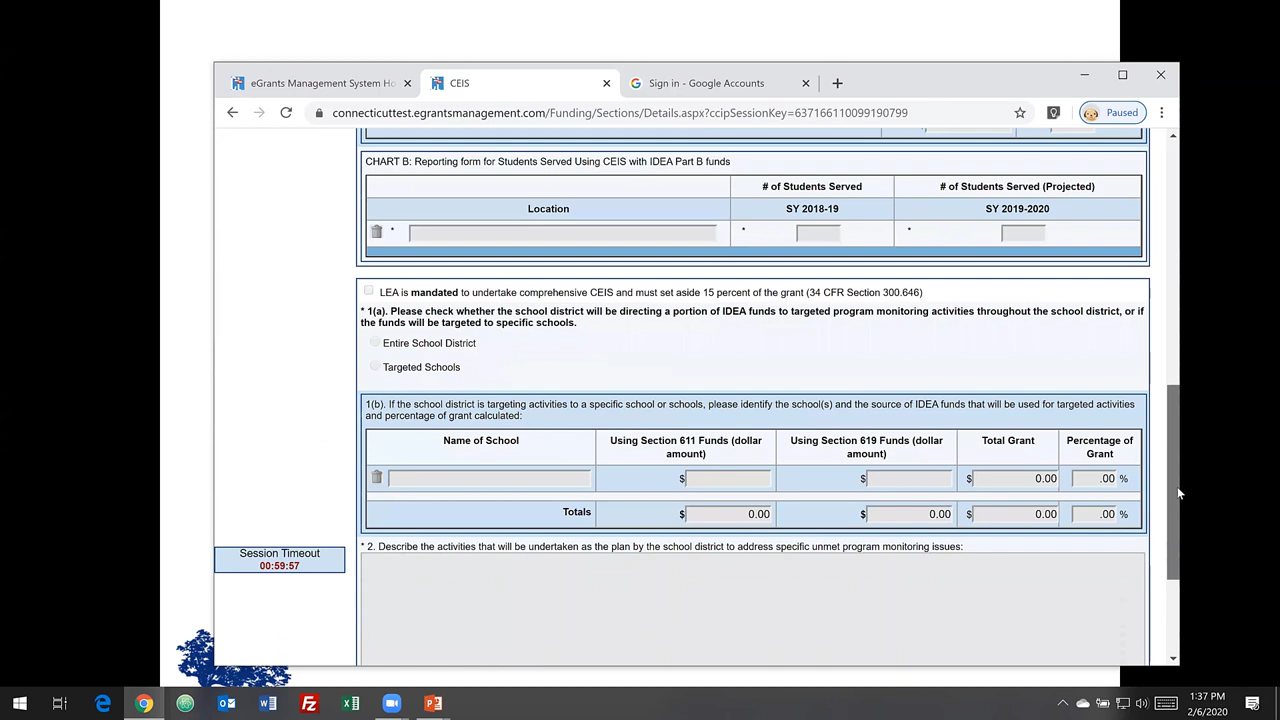 eGrants Management System Ho
CEIS
Sign in - Google Accounts
connecticuttest.egrantsmanagement.com/Funding/Sections/Details.aspx?ccipSessionKey=637166110099190799
Paused
CHART B: Reporting form for Students Served Using CEIS with IDEA Part B funds
# of Students Served
# of Students Served (Projected)
Location
SY 2018-19
SY 2019-2020
*
*
*
LEA is mandated to undertake comprehensive CEIS and must set aside 15 percent of the grant (34 CFR Section 300.646)
* 1(a). Please check whether the school district will be directing a portion of IDEA funds to targeted program monitoring activities throughout the school district, or if
the funds will be targeted to specific schools.
Entire School District
Targeted Schools
1(b). If the school district is targeting activities to a specific school or schools, please identify the school(s) and the source of IDEA funds that will be used for targeted activities
and percentage of grant calculated:
Name of School
Using Section 611 Funds (dollar
amount)
Using Section 619 Funds (dollar
amount)
Total Grant
Percentage of
Grant
$
$
$ 0.00
.00 %
Totals
$ 0.00
$ 0.00
$ 0.00
.00 %
* 2. Describe the activities that will be undertaken as the plan by the school district to address specific unmet program monitoring issues:
Session Timeout
00:59:57
1:37 PM
2/6/2020